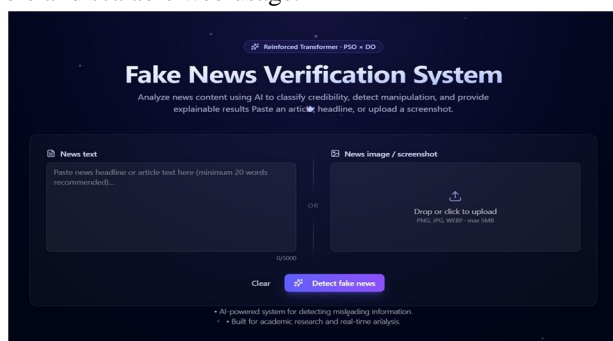 Reinforced Transformer · PSO × DO
Fake News Verification System
Analyze news content using AI to classify credibility, detect manipulation, and provide
explainable results Paste an article, headline, or upload a screenshot.
News text
Paste news headline or article text here (minimum 20 words
recommended)...
0/5000
OR
News image / screenshot
Drop or click to upload
PNG, JPG, WEBP · max 5MB
Clear
Detect fake news
• AI-powered system for detecting misleading information.
• Built for academic research and real-time analysis.